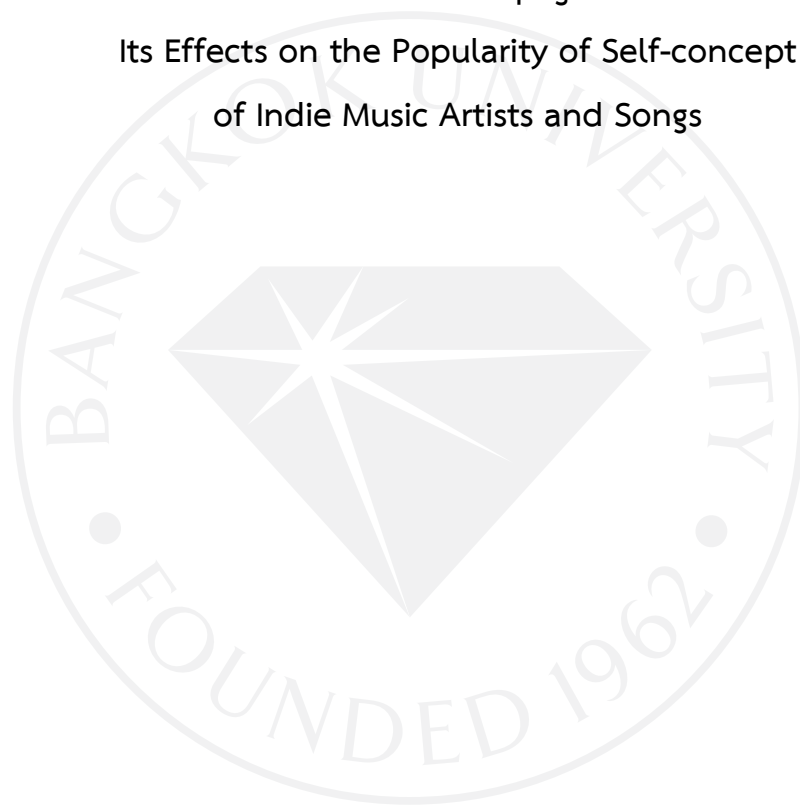 Its Effects on the Popularity of Self-concept
of Indie Music Artists and Songs
BANGKOK UNIVERSITY
• FOUNDED 1962 •